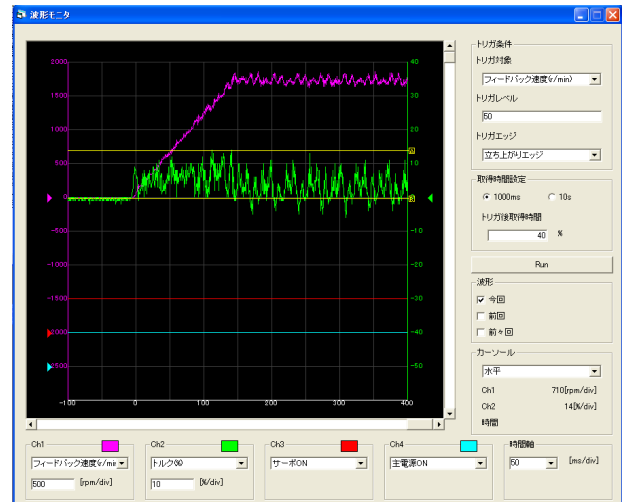 波形モニタ
トリガ条件
トリガ対象
フィードバック速度(r/min)
トリガレベル
50
トリガエッジ
立ち上がりエッジ
取得時間設定
1000ms
10s
トリガ後取得時間
40 %
Run
波形
今回
前回
前々回
カーソール
水平
Ch1 710[rpm/div]
Ch2 14[%/div]
時間
2000 40
1500 30
20
500 10
0
-500 -10
-1000 -20
-1500 -30
-40
-50
-100 0 100 200 300 400
Ch1
フィードバック速度(r/mir
500 [rpm/div]
Ch2
トルク(%)
10 [%/div]
Ch3
サーボON
Ch4
主電源ON
時間軸
50 [ms/div]